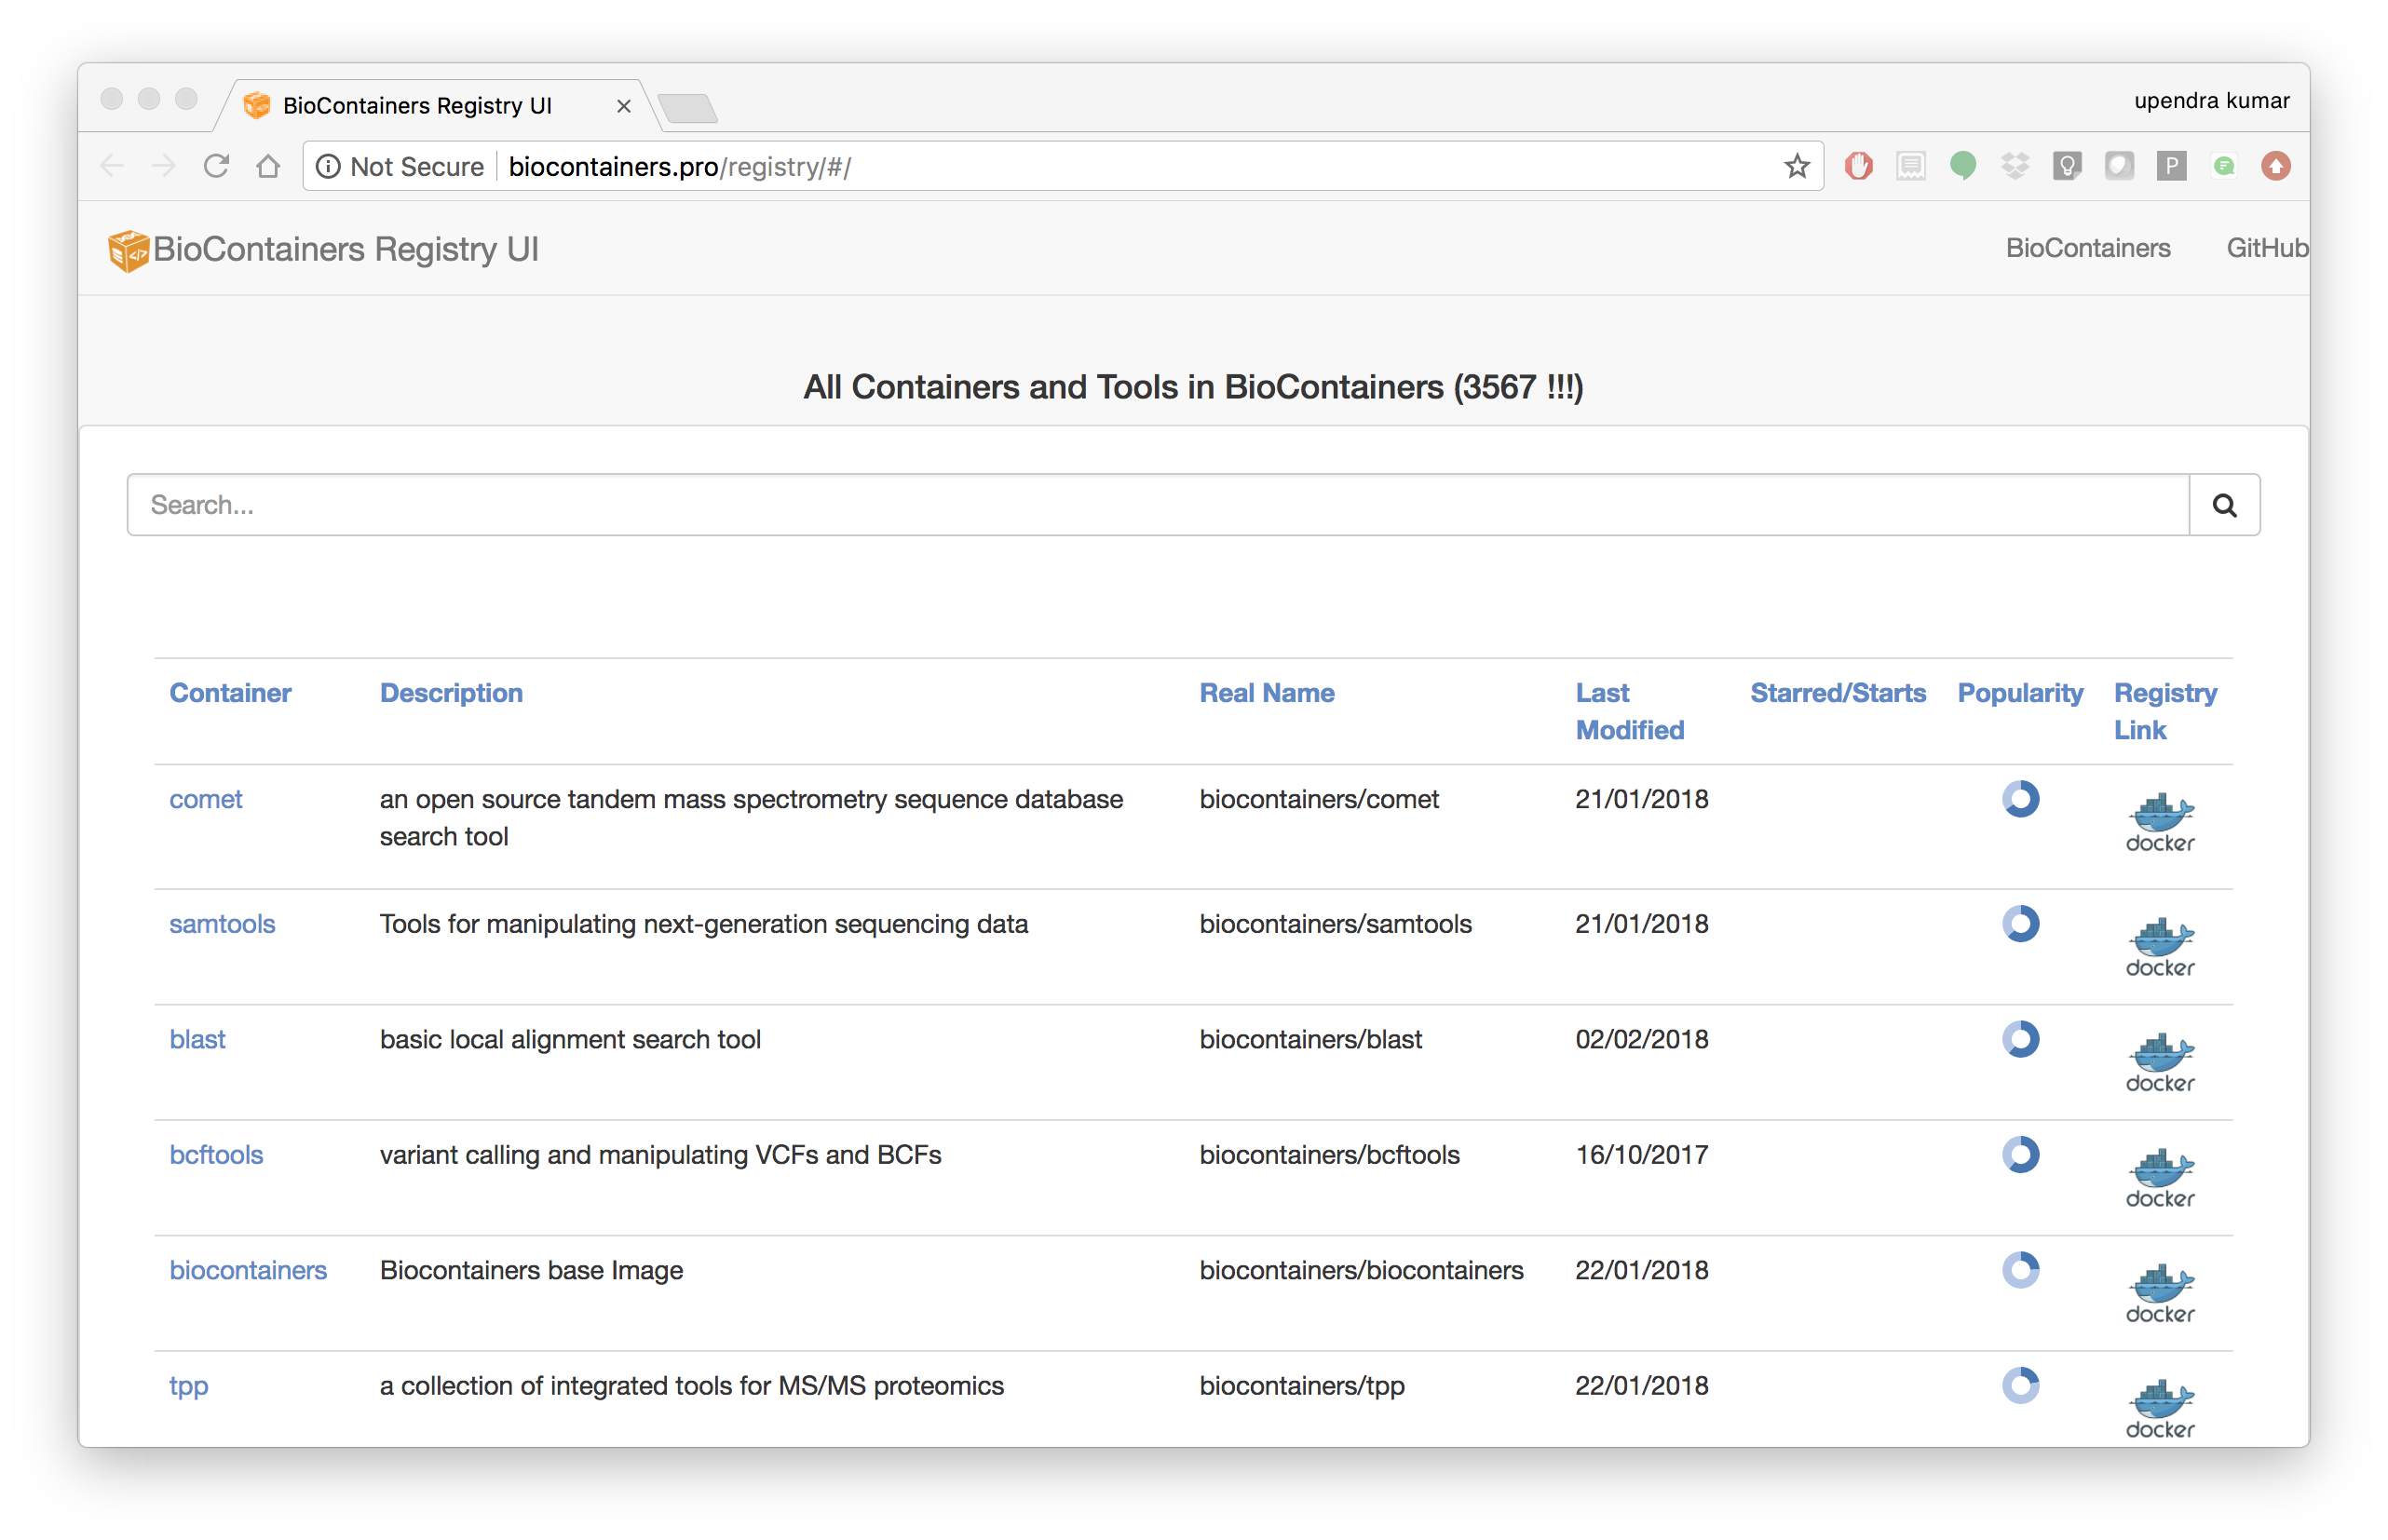 BioContainers Registry UI
upendra kumar
Not Secure
biocontainers.pro/registry/#/
P
BioContainers Registry UI
BioContainers
GitHub
All Containers and Tools in BioContainers (3567 !!!)
Search...
Container Description Real Name Last Modified Starred/Starts Popularity Registry Link
comet an open source tandem mass spectrometry sequence database search tool biocontainers/comet 21/01/2018 docker
samtools Tools for manipulating next-generation sequencing data biocontainers/samtools 21/01/2018 docker
blast basic local alignment search tool biocontainers/blast 02/02/2018 docker
bcftools variant calling and manipulating VCFs and BCFs biocontainers/bcftools 16/10/2017 docker
biocontainers Biocontainers base Image biocontainers/biocontainers 22/01/2018 docker
tpp a collection of integrated tools for MS/MS proteomics biocontainers/tpp 22/01/2018 docker